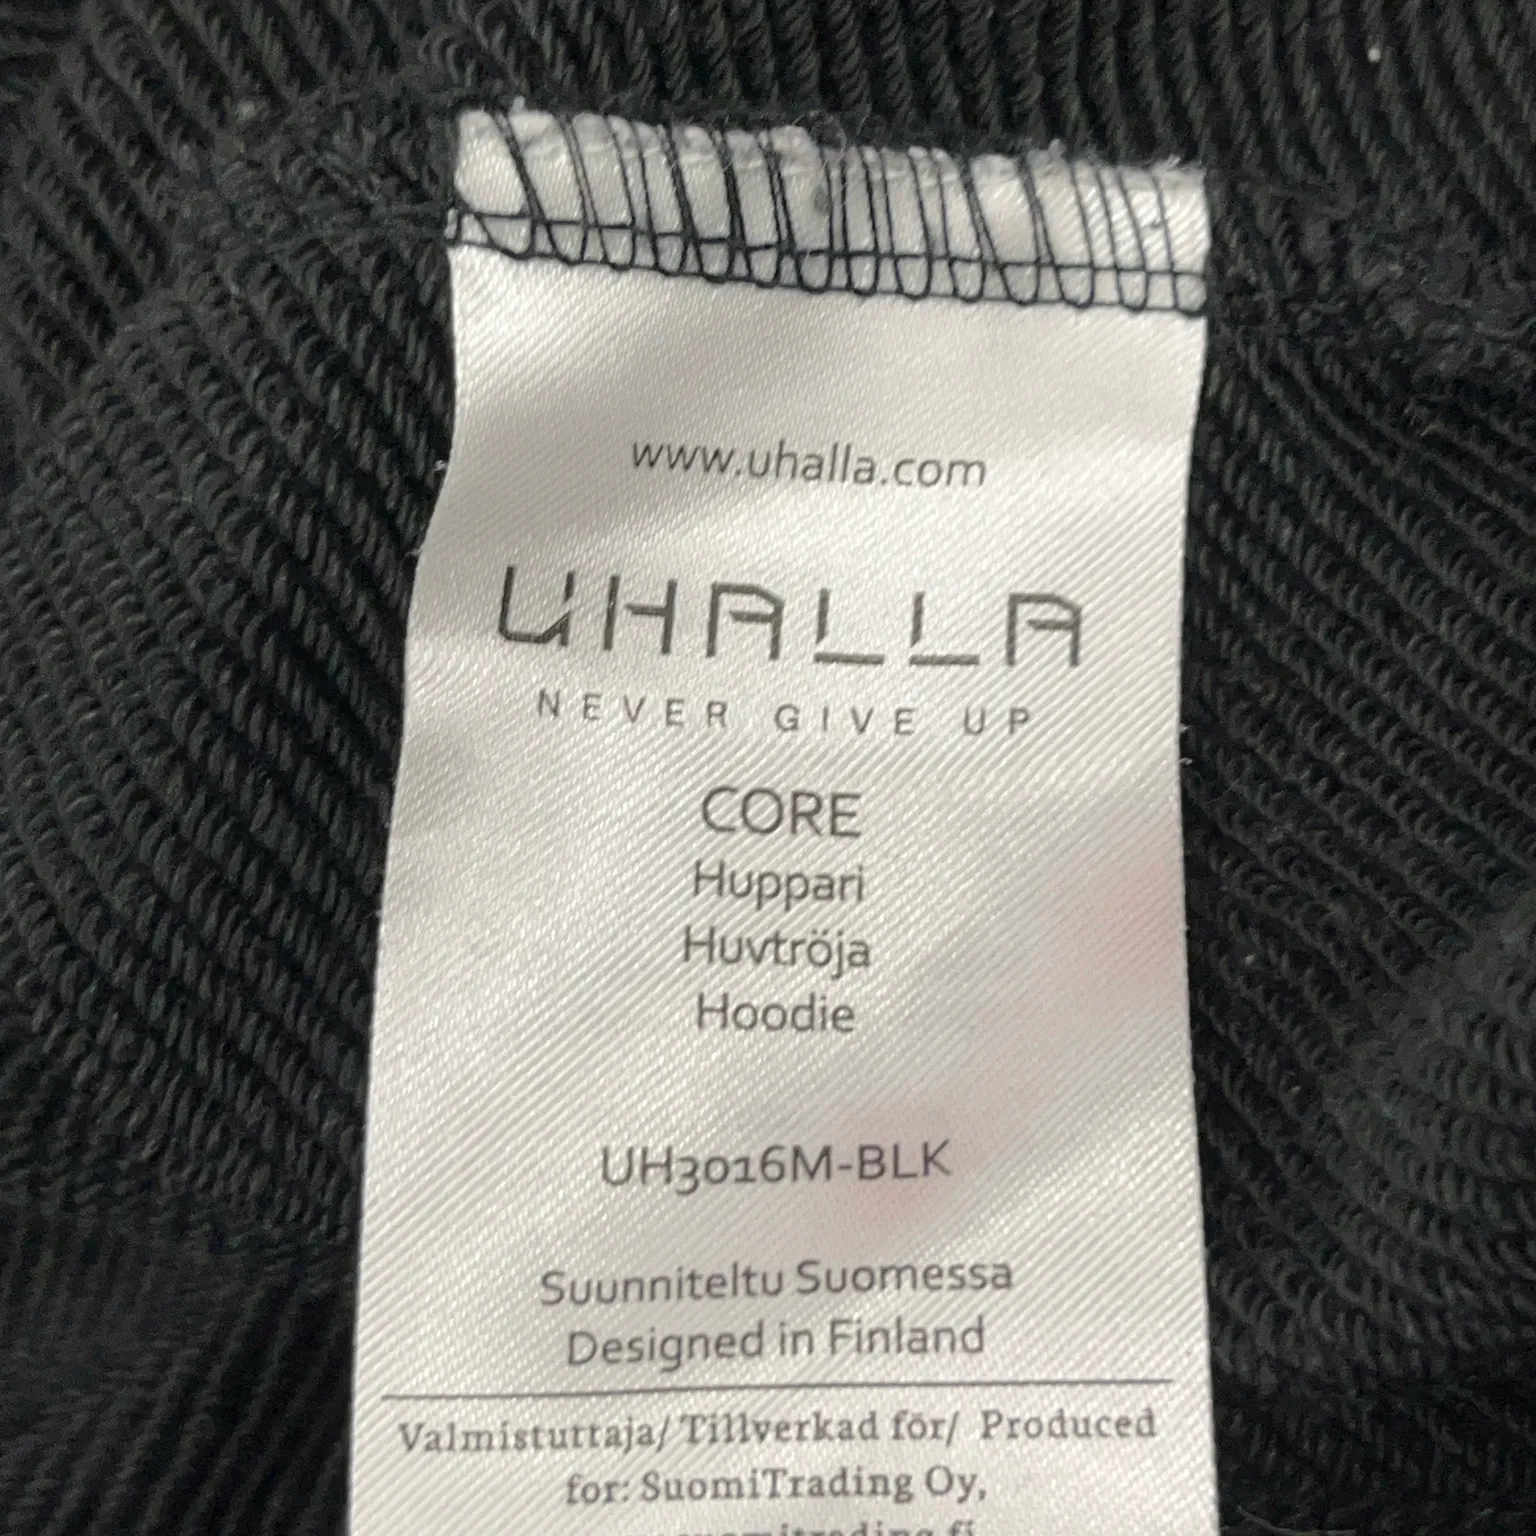 www.uhalla.com
UHALLA
NEVER GIVE UP
CORE
Huppari
Huvtröja
Hoodie
UH3016M-BLK
Suunniteltu Suomessa
Designed in Finland
Valmistuttaja/ Tillverkad för/ Produced
for: SuomiTrading Oy,